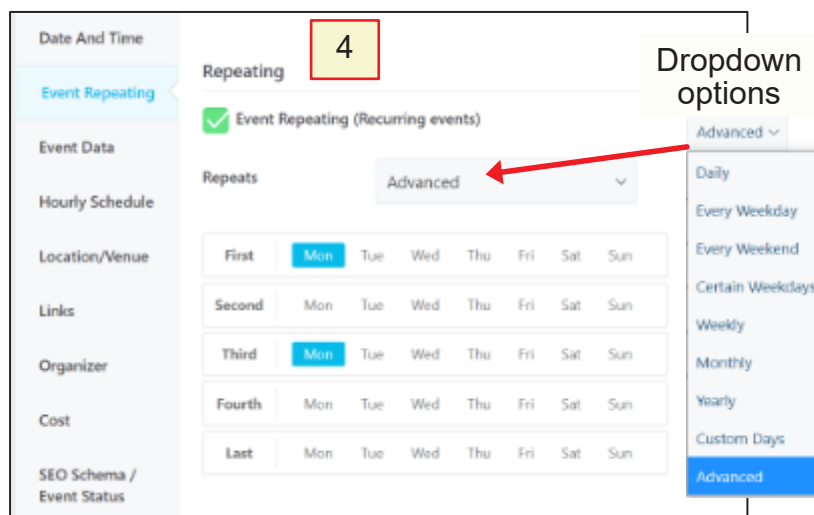 Date And Time
Event Repeating
Event Data
Hourly Schedule
Location/Venue
Links
Organizer
Cost
SEO Schema /
Event Status
4
Repeating
Event Repeating (Recurring events)
Repeats Advanced
First Mon Tue Wed Thu Fri Sat Sun
Second Mon Tue Wed Thu Fri Sat Sun
Third Mon Tue Wed Thu Fri Sat Sun
Fourth Mon Tue Wed Thu Fri Sat Sun
Last Mon Tue Wed Thu Fri Sat Sun
Dropdown
options
Advanced
Daily
Every Weekday
Every Weekend
Certain Weekdays
Weekly
Monthly
Yearly
Custom Days
Advanced